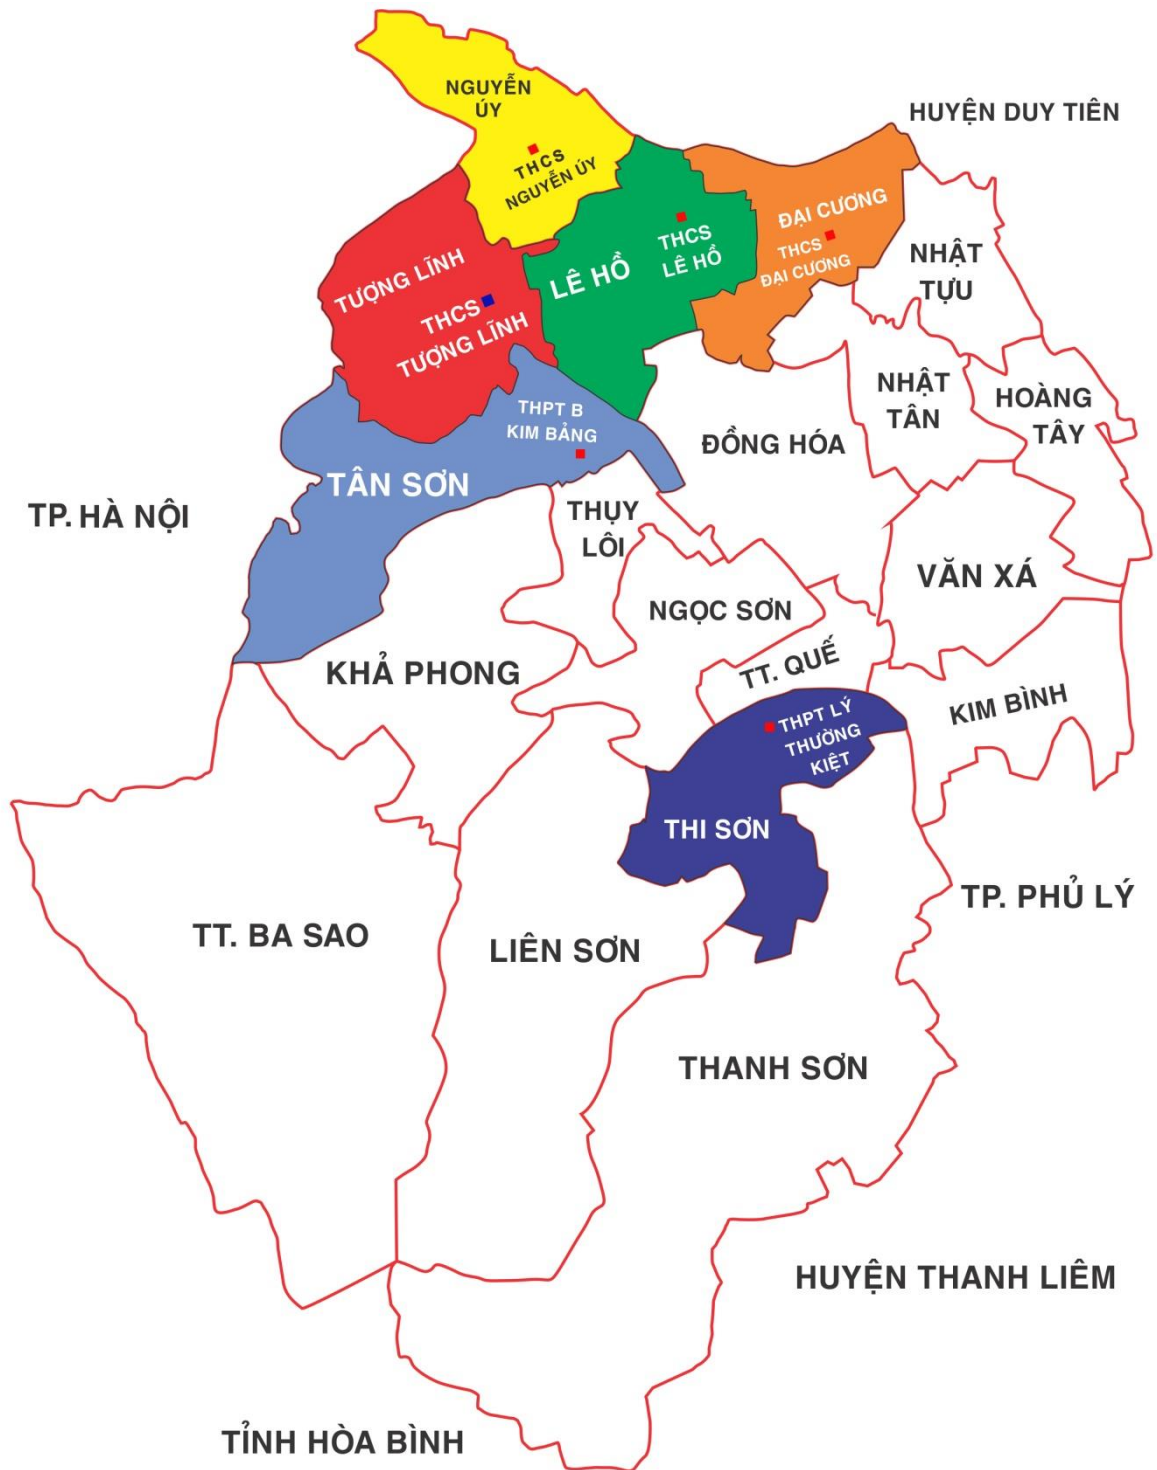 NGUYỄN
ÚY
THCS
NGUYỄN ÚY
HUYỆN DUY TIÊN
ĐẠI CƯƠNG
THCS
ĐẠI CƯƠNG
THCS
LÊ HỒ
LÊ HỒ
NHẬT
TỰU
TƯỢNG LĨNH
THCS
TƯỢNG LĨNH
NHẬT
TÂN
HOÀNG
TÂY
THPT B
KIM BẢNG
ĐỒNG HÓA
TÂN SƠN
TP. HÀ NỘI
THỤY
LÔI
VĂN XÁ
NGỌC SƠN
KHẢ PHONG
TT. QUẾ
KIM BÌNH
THPT LÝ
THƯỜNG
KIỆT
THI SƠN
TP. PHỦ LÝ
TT. BA SAO
LIÊN SƠN
THANH SƠN
HUYỆN THANH LIÊM
TỈNH HÒA BÌNH